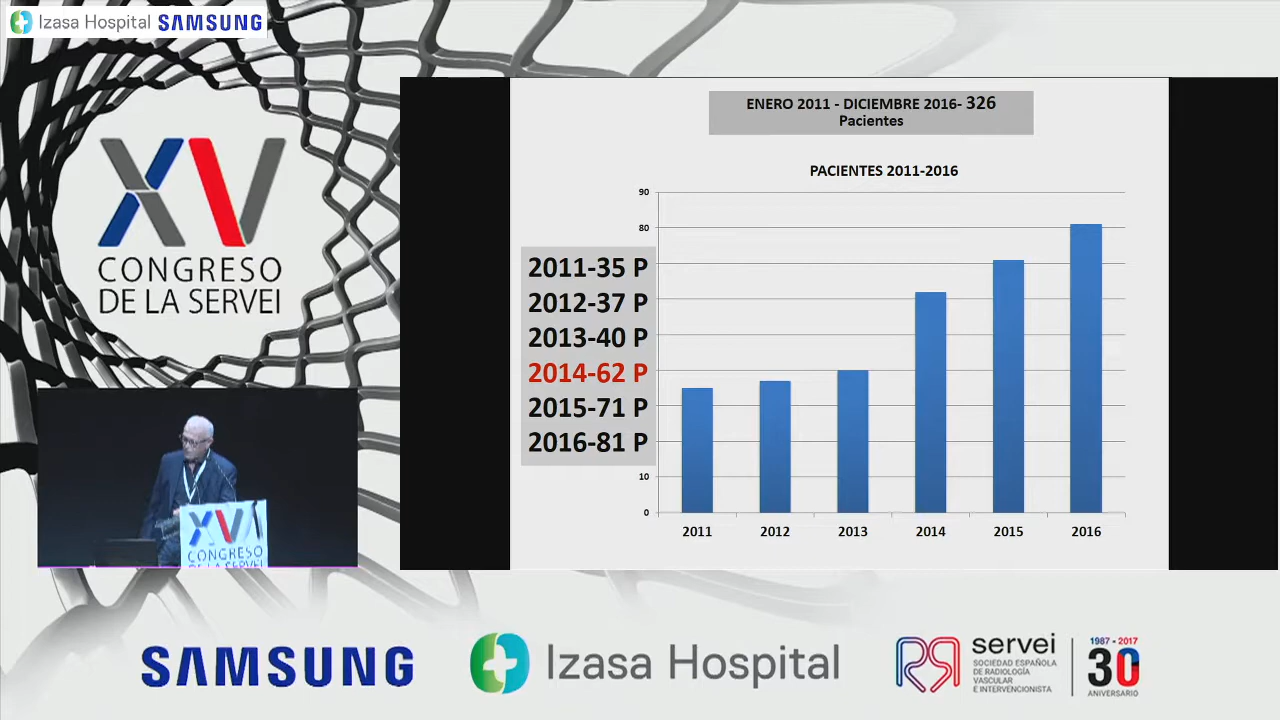 Izasa Hospital SAMSUNG
XV
CONGRESO
DE LA SERVEI
ENERO 2011 - DICIEMBRE 2016- 326
Pacientes
PACIENTES 2011-2016
90
80
10
0
2011-35 P
2012-37 P
2013-40 P
2014-62 P
2015-71 P
2016-81 P
2011 2012 2013 2014 2015 2016
XV
CONGRESO
DE LA SERVEI
SAMSUNG
Izasa Hospital
servei
SOCIEDAD ESPAÑOLA
DE RADIOLOGÍA
VASCULAR
E INTERVENCIONISTA
1987 - 2017
30
ANIVERSARIO